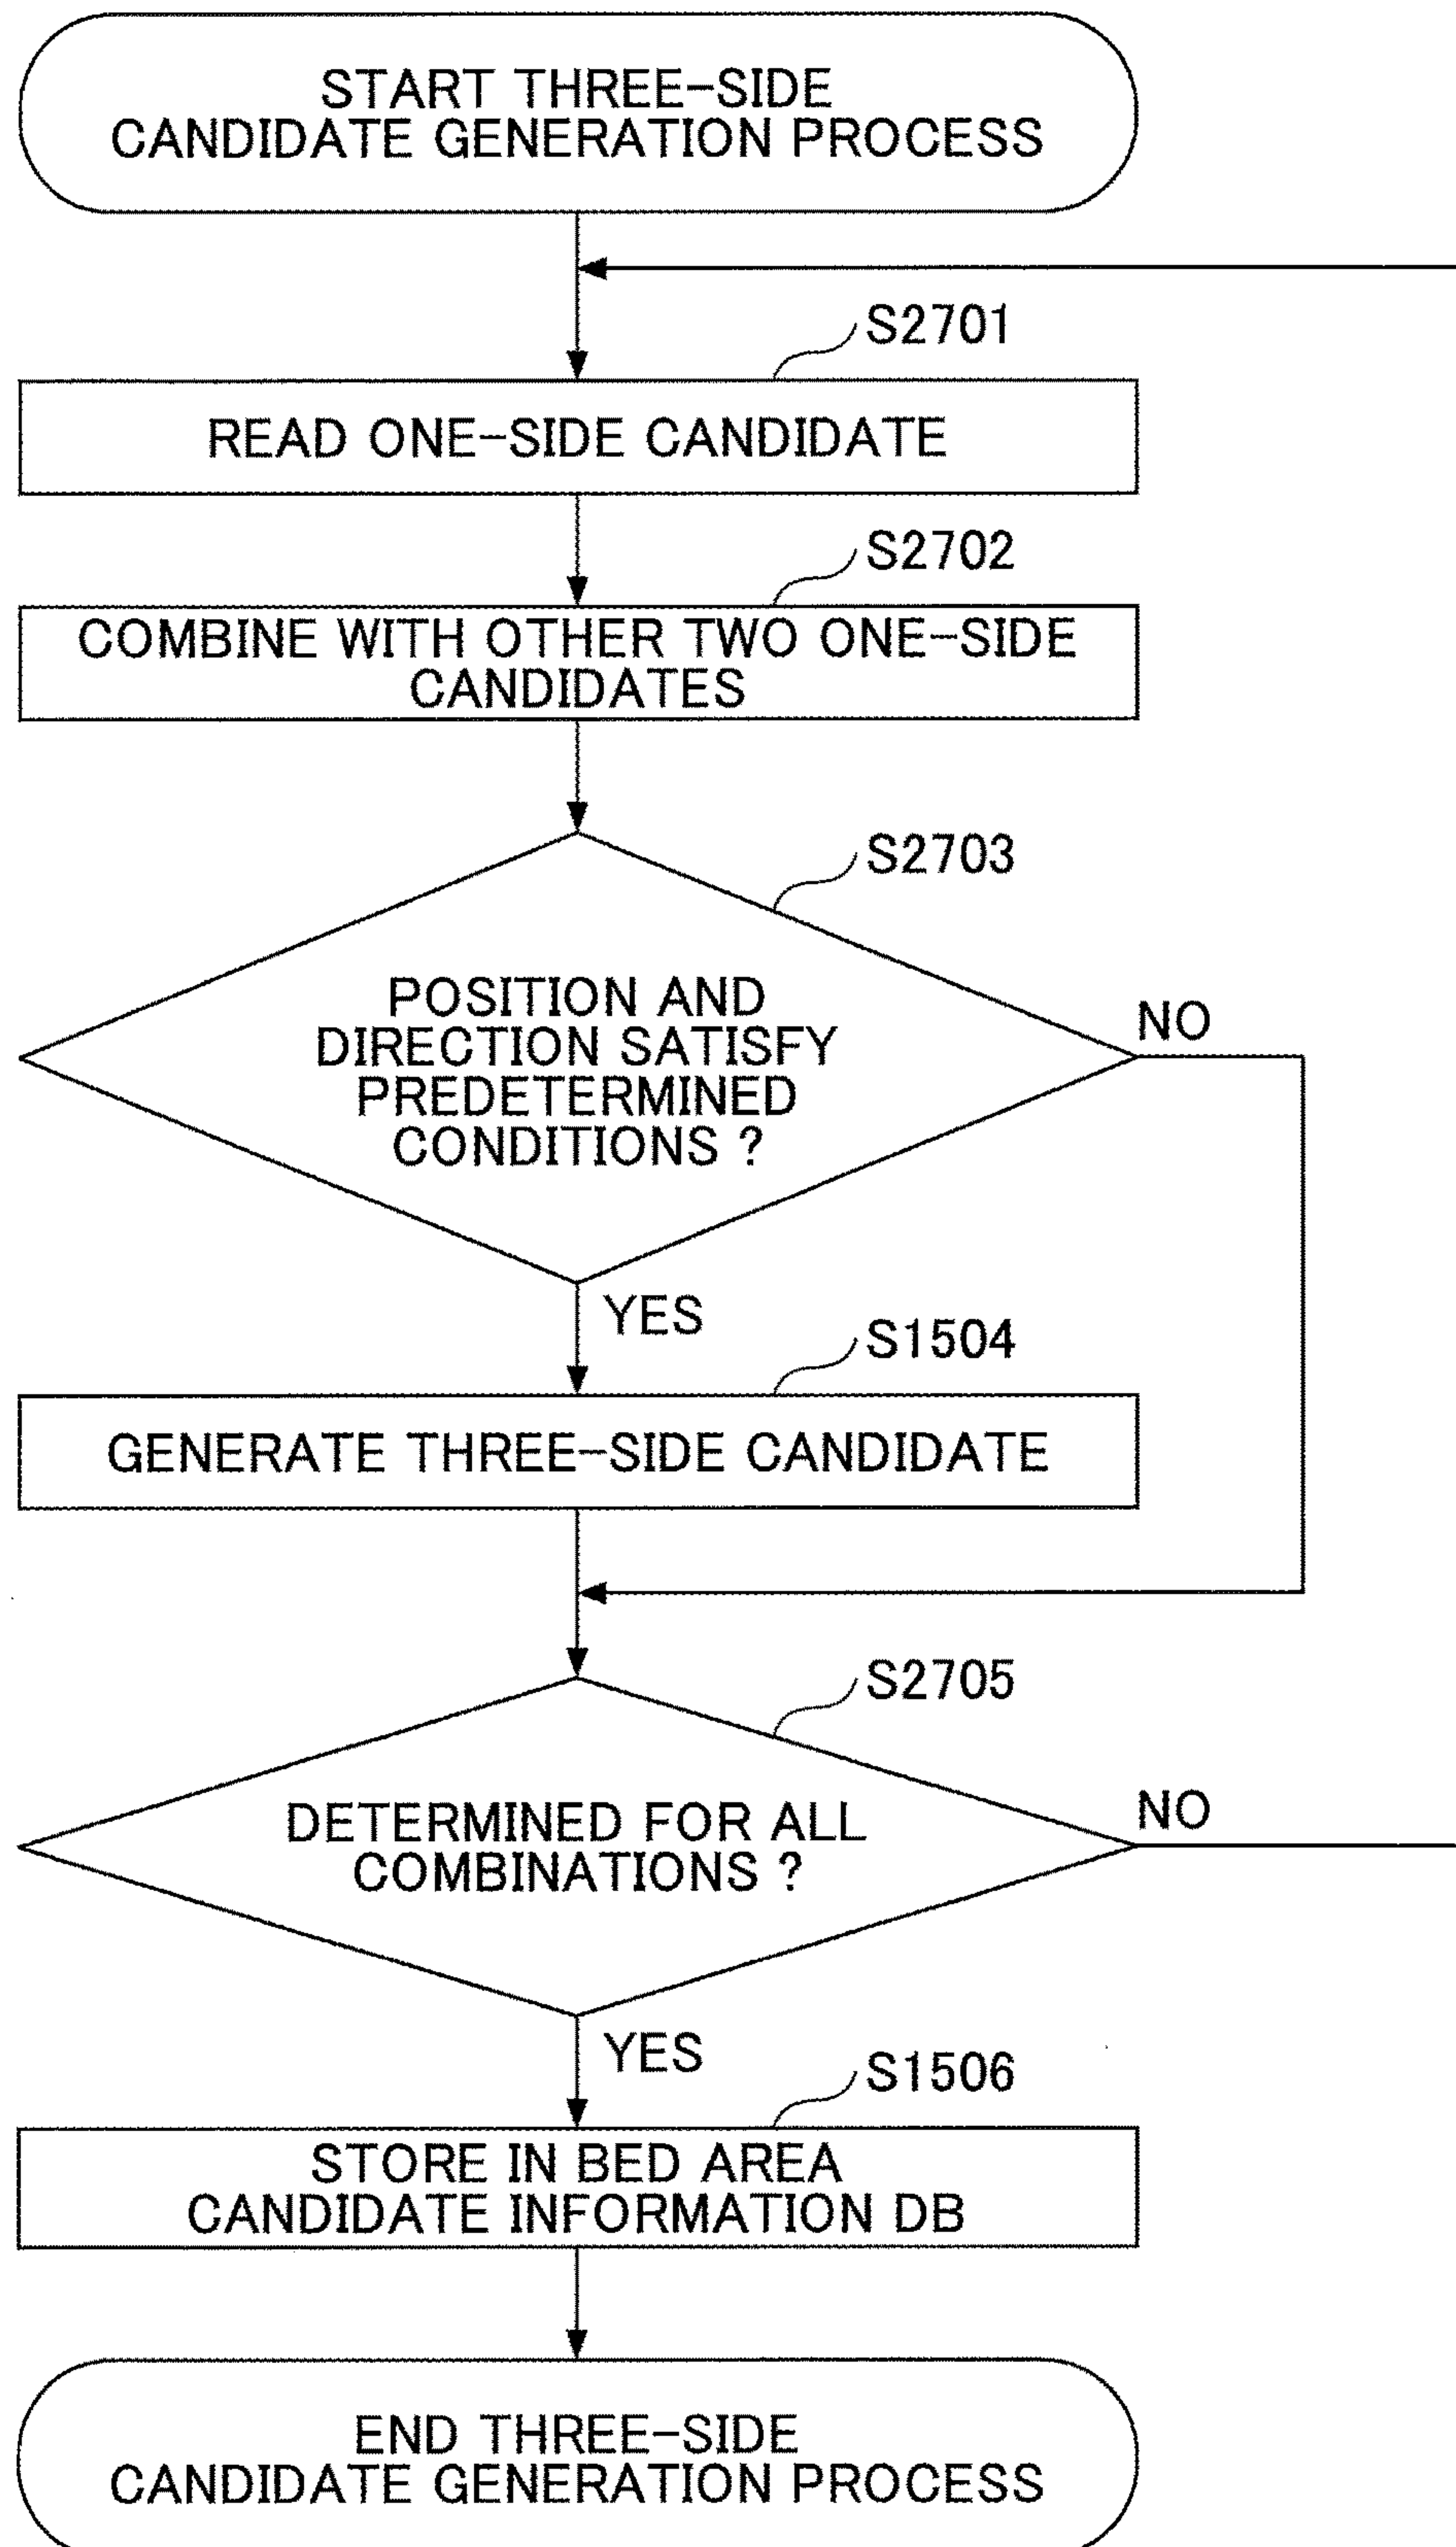 START THREE-SIDE
CANDIDATE GENERATION PROCESS
S2701
READ ONE-SIDE CANDIDATE
S2702
COMBINE WITH OTHER TWO ONE-SIDE
CANDIDATES
S2703
POSITION AND
DIRECTION SATISFY
PREDETERMINED
CONDITIONS ?
NO
YES
S1504
GENERATE THREE-SIDE CANDIDATE
S2705
DETERMINED FOR ALL
COMBINATIONS ?
NO
YES
S1506
STORE IN BED AREA
CANDIDATE INFORMATION DB
END THREE-SIDE
CANDIDATE GENERATION PROCESS